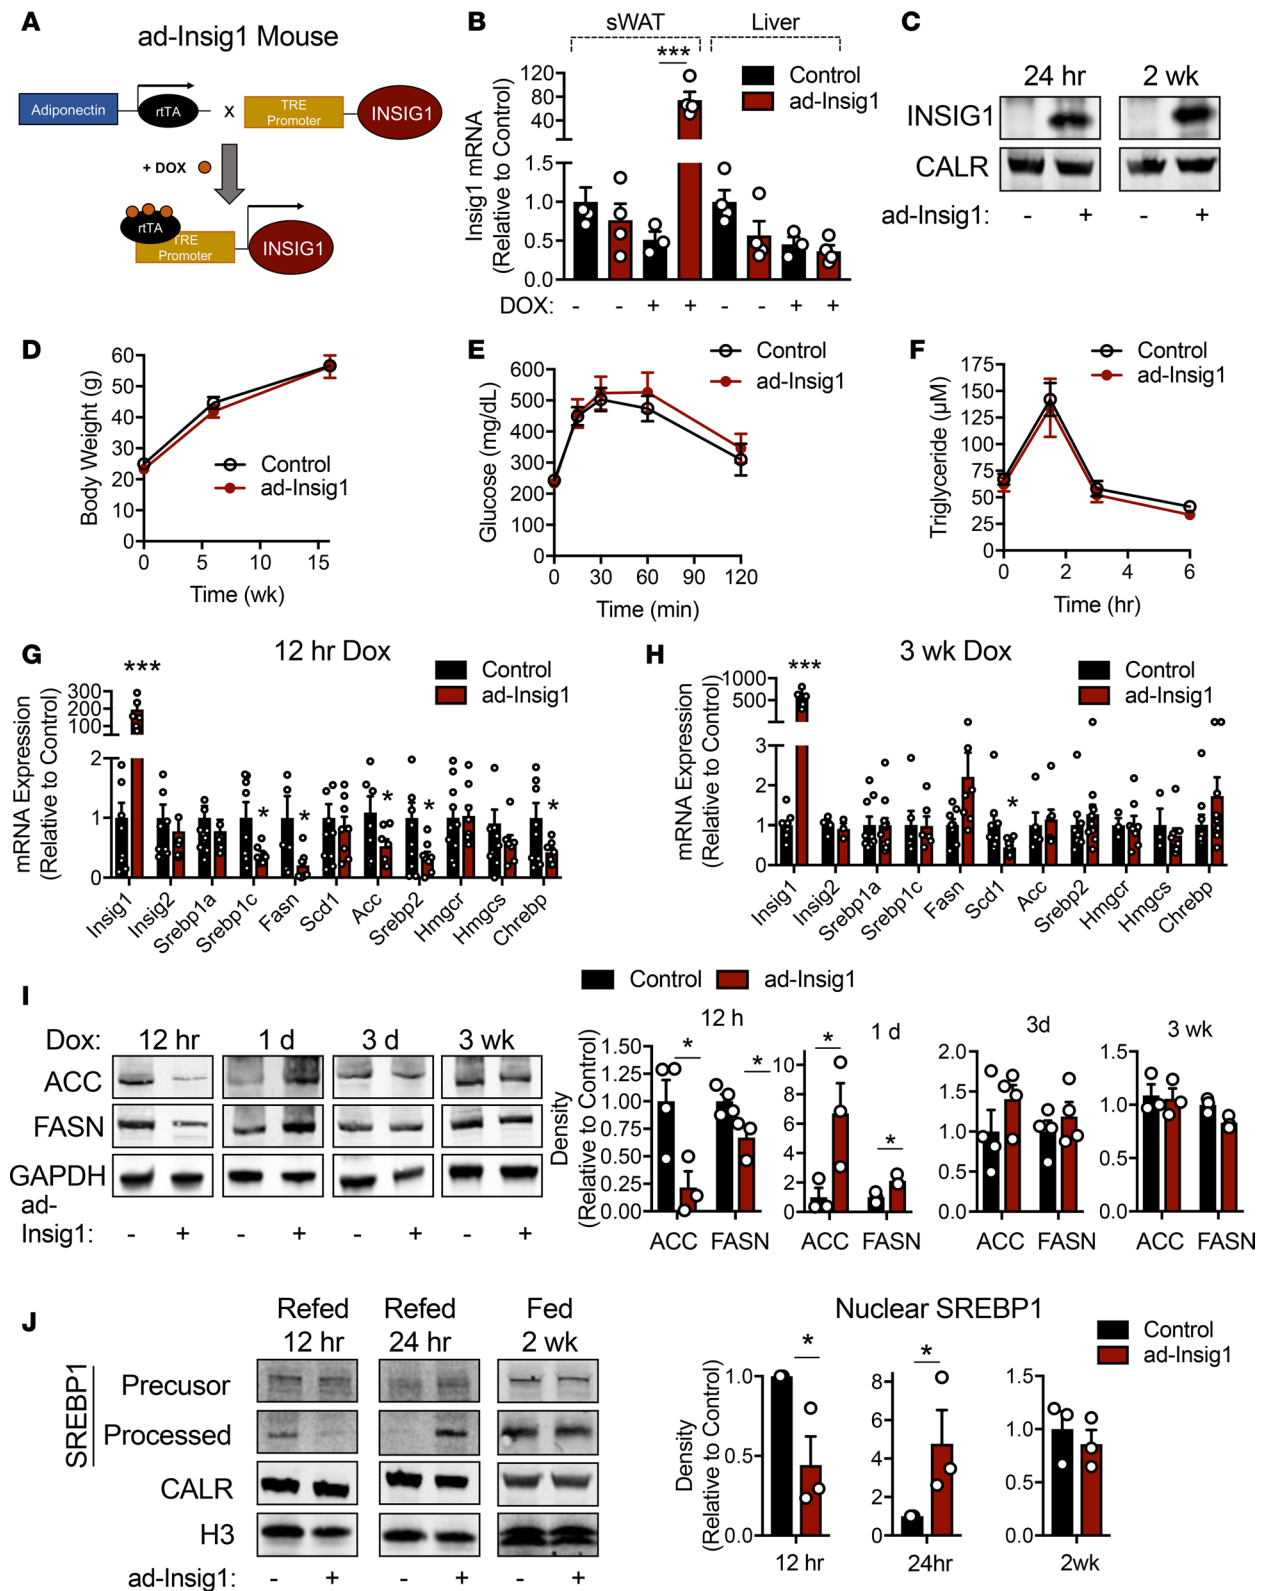 A
ad-Insig1 Mouse
Adiponectin
rtTA
x
TRE
Promoter
INSIG1
+ DOX
rtTA
TRE
Promoter
INSIG1
B
sWAT
Liver
***
Control
ad-Insig1
Insig1 mRNA
(Relative to Control)
120
80
40
1.5
1.0
0.5
0.0
DOX: - - + + - - + +
C
24 hr
2 wk
INSIG1
CALR
ad-Insig1: - + - +
D
Body Weight (g)
60
50
40
30
20
10
0
Control
ad-Insig1
0 5 10 15
Time (wk)
E
Control
ad-Insig1
Glucose (mg/dL)
600
500
400
300
200
100
0
0 30 60 90 120
Time (min)
F
Control
ad-Insig1
Triglyceride (µM)
175
150
125
100
75
50
25
0
0 2 4 6
Time (hr)
G
12 hr Dox
Control
ad-Insig1
mRNA Expression
(Relative to Control)
***
300
200
100
2
1
0
* * * * *
Insig1 Insig2 Srebp1a Srebp1c Fasn Scd1 Acc Srebp2 Hmgcr Hmgcs Chrebp
H
3 wk Dox
Control
ad-Insig1
mRNA Expression
(Relative to Control)
***
1000
500
3
2
1
0
*
Insig1 Insig2 Srebp1a Srebp1c Fasn Scd1 Acc Srebp2 Hmgcr Hmgcs Chrebp
I
Dox: 12 hr 1 d 3 d 3 wk
ACC
FASN
GAPDH
ad-
Insig1: - + - + - + - +
Control ad-Insig1
Density
(Relative to Control)
12 h
* *
1.50
1.25
1.00
0.75
0.50
0.25
0.00
ACC FASN
1 d
* *
10
8
6
4
2
0
ACC FASN
3d
2.0
1.5
1.0
0.5
0.0
ACC FASN
3 wk
1.5
1.0
1.5
0.0
ACC FASN
J
Refed
12 hr
Refed
24 hr
Fed
2 wk
SREBP1
Precusor
Processed
CALR
H3
ad-Insig1: - + - + - +
Nuclear SREBP1
Control
ad-Insig1
Density
(Relative to Control)
*
1.0
0.5
0.0
12 hr
*
8
6
4
2
0
24hr
1.5
1.0
0.5
0.0
2wk